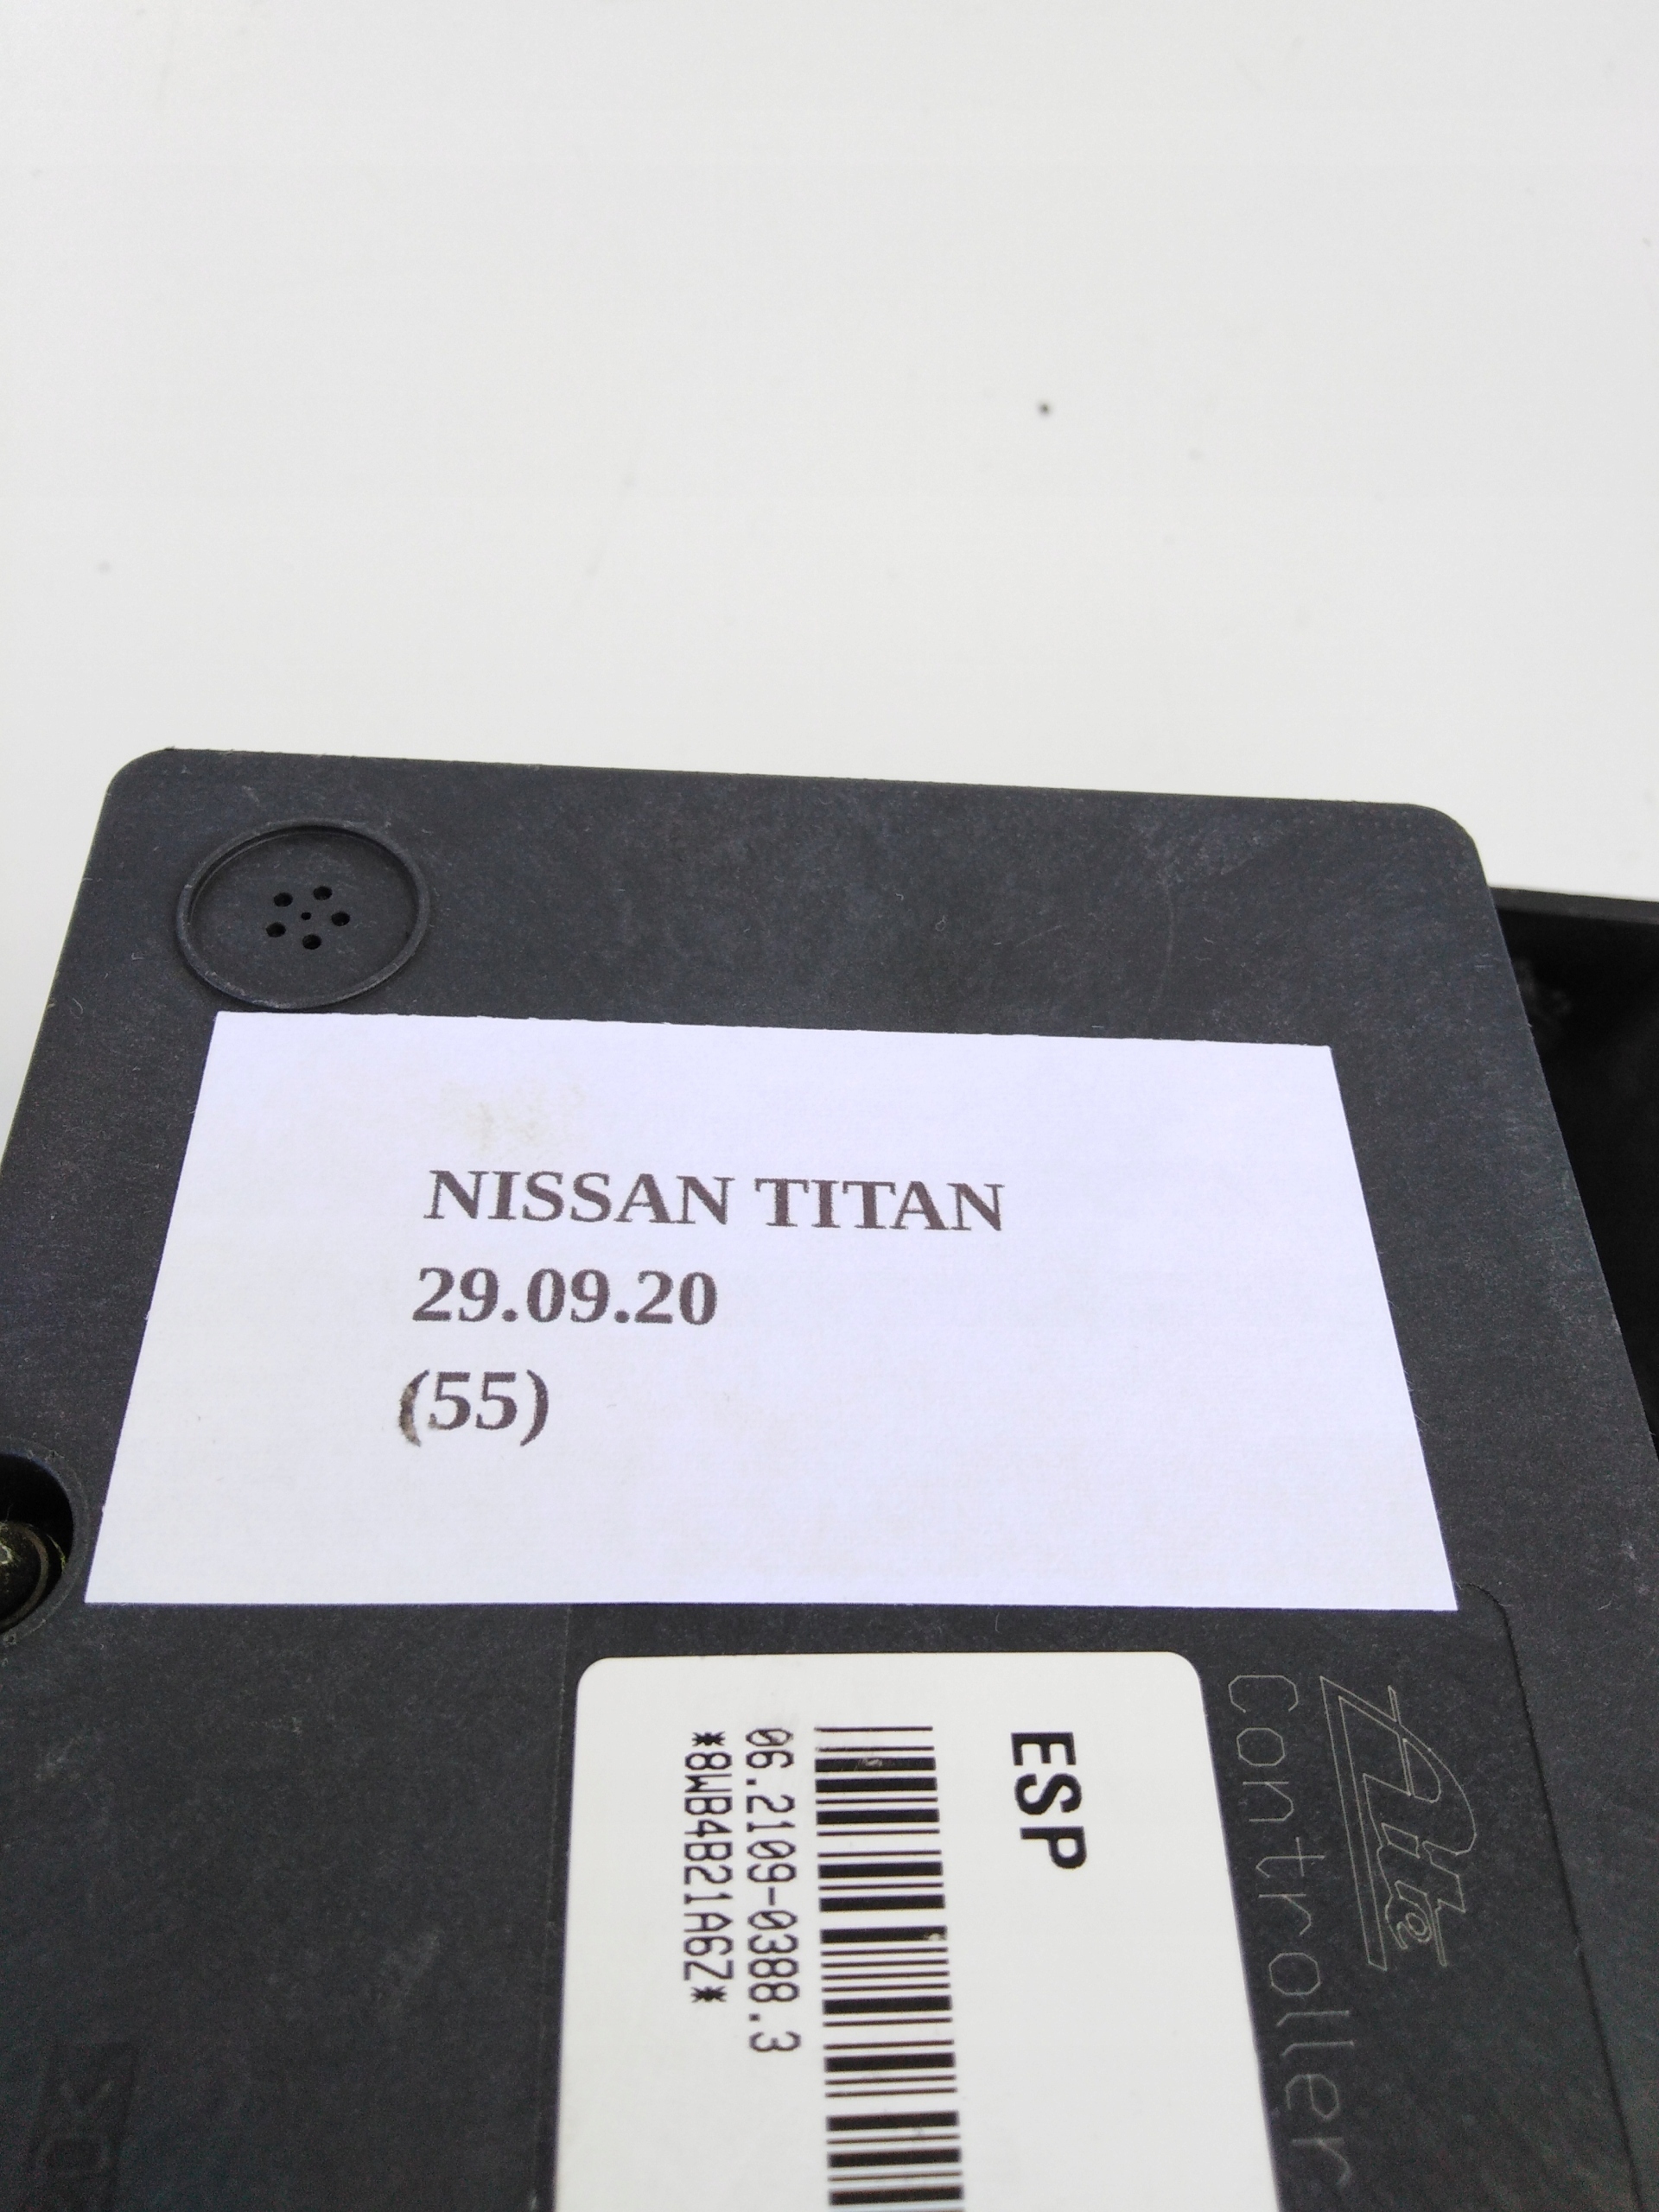 NISSAN TITAN
29.09.20
(55)
Controller
ESP
06.2109-0388.3
*8WB4B21A6Z*